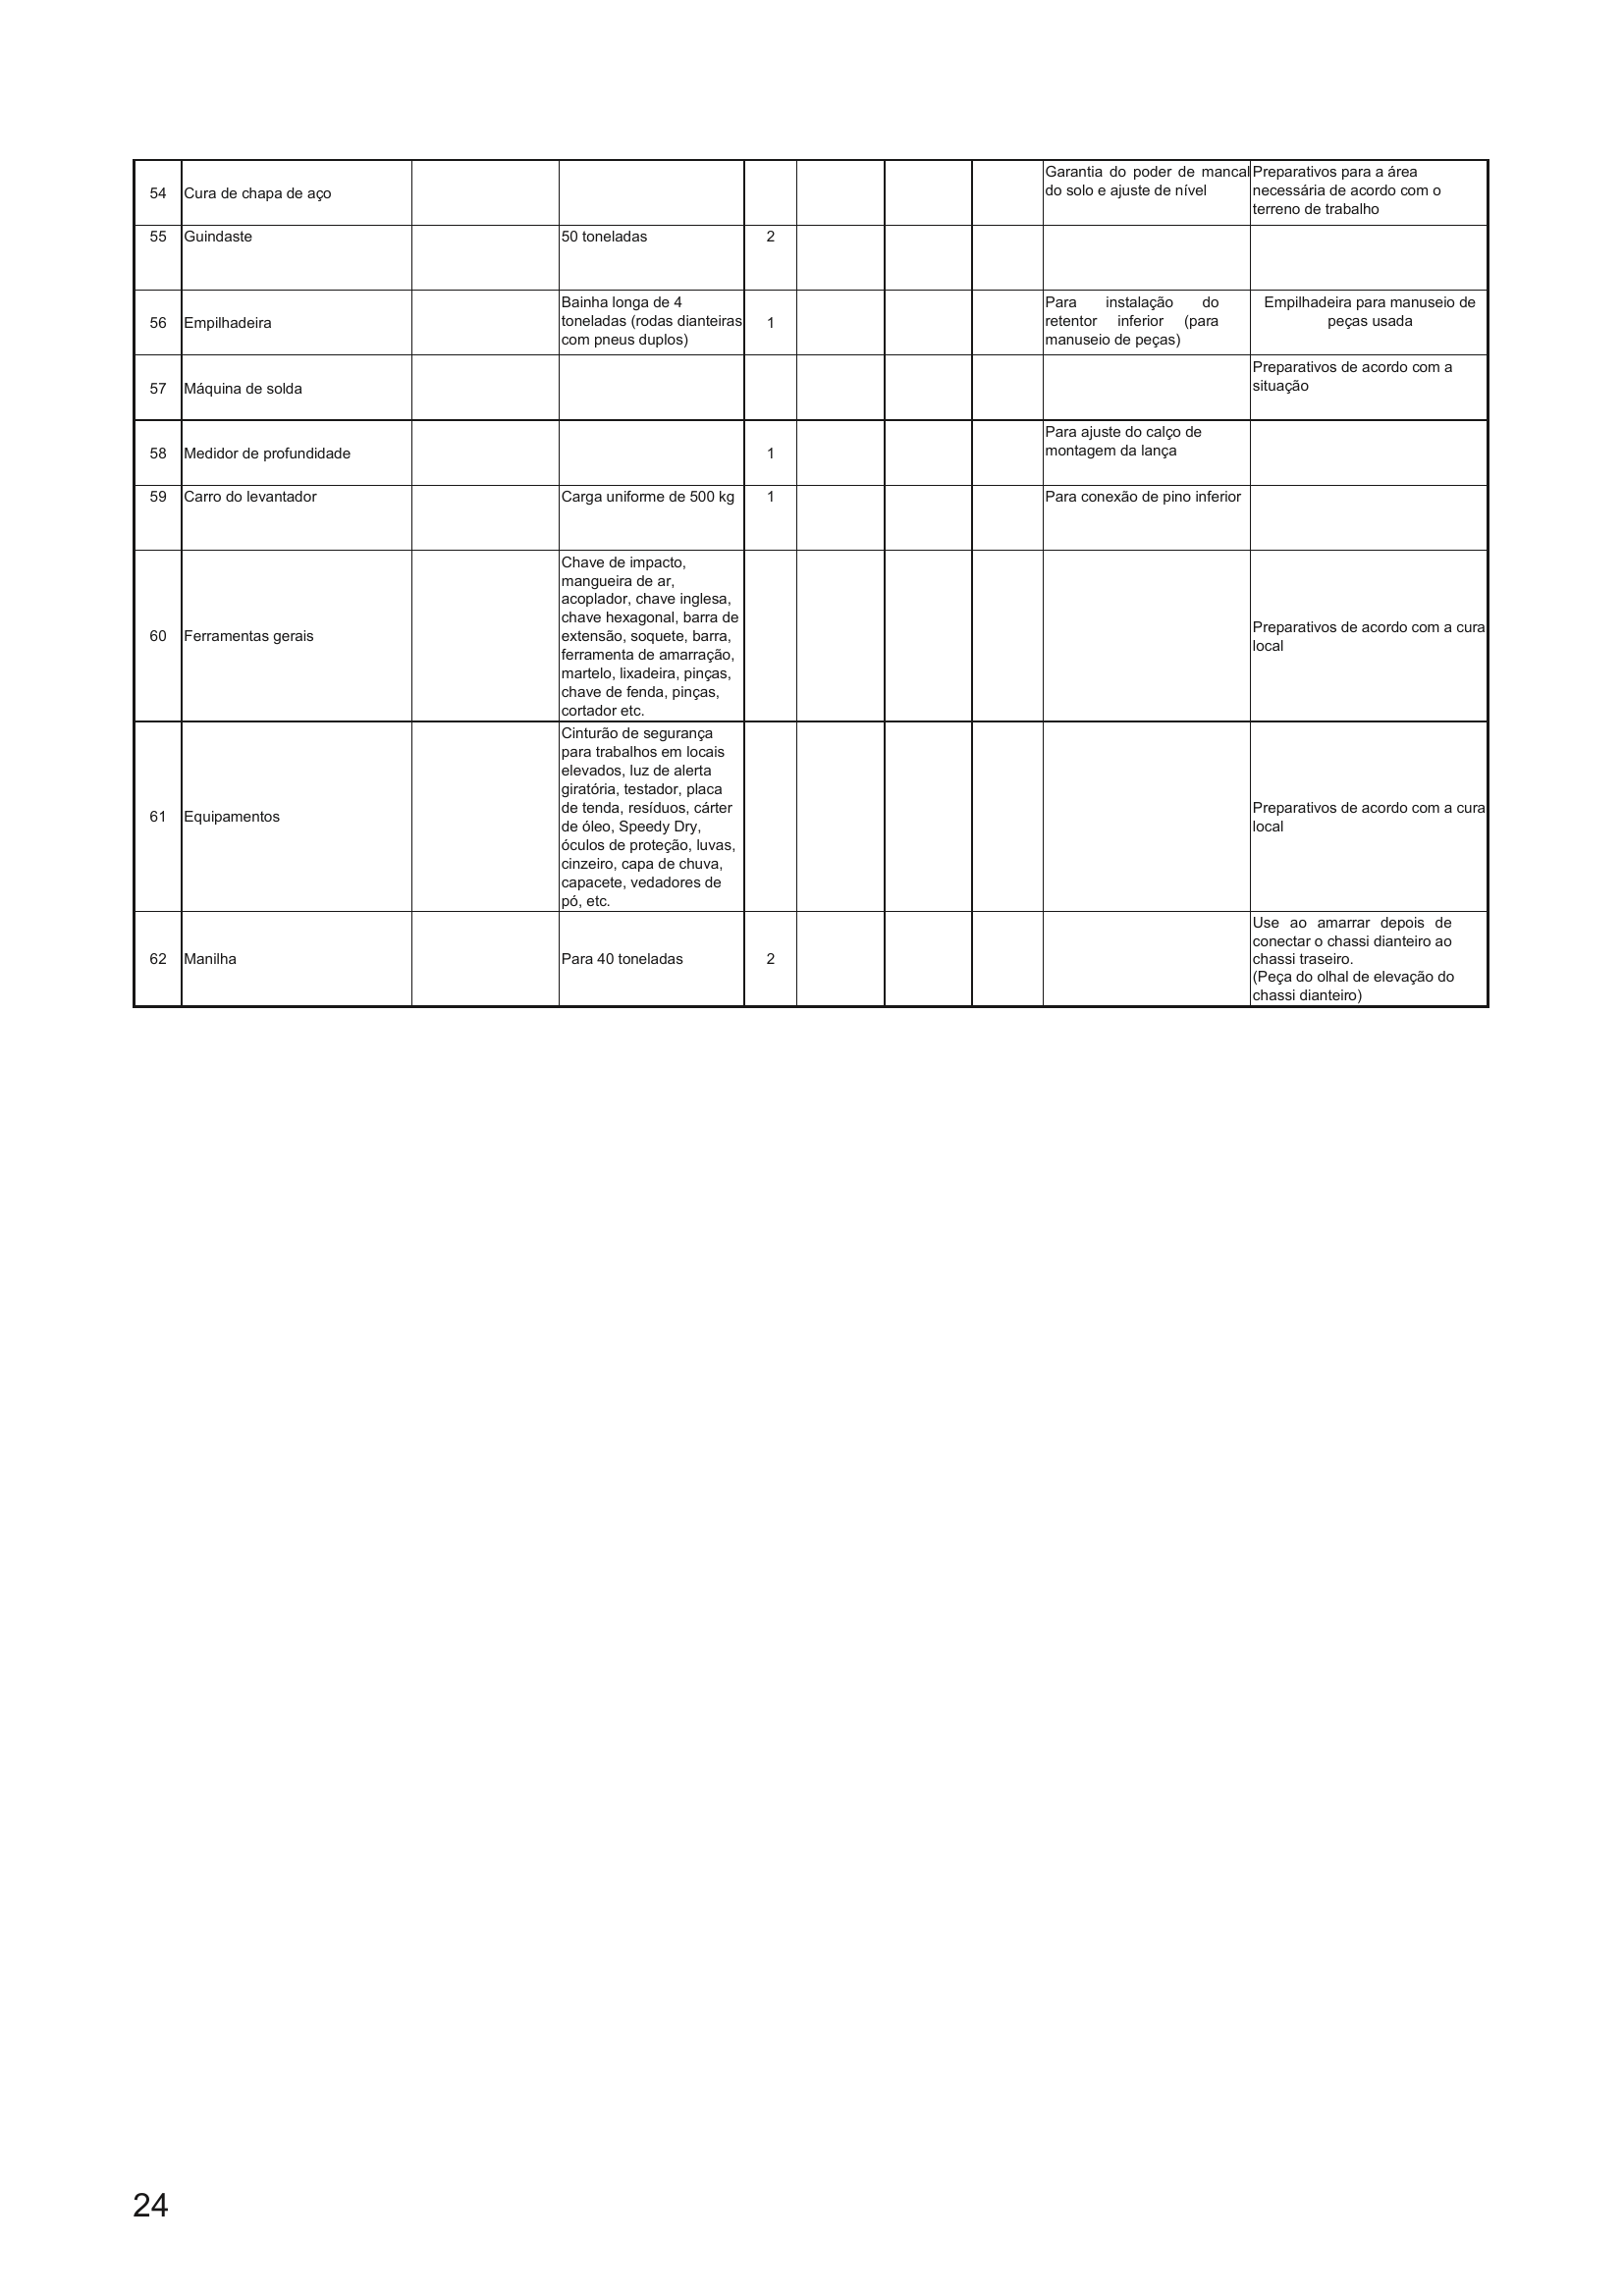 54
Cura de chapa de aço
Garantia do poder de mancal
do solo e ajuste de nível
Preparativos para a área
necessária de acordo com o
terreno de trabalho
55
Guindaste
50 toneladas
2
56
Empilhadeira
Bainha longa de 4
toneladas (rodas dianteiras
com pneus duplos)
1
Para instalação do
retentor inferior (para
manuseio de peças)
Empilhadeira para manuseio de
peças usada
57
Máquina de solda
Preparativos de acordo com a
situação
58
Medidor de profundidade
1
Para ajuste do calço de
montagem da lança
59
Carro do levantador
Carga uniforme de 500 kg
1
Para conexão de pino inferior
60
Ferramentas gerais
Chave de impacto,
mangueira de ar,
acoplador, chave inglesa,
chave hexagonal, barra de
extensão, soquete, barra,
ferramenta de amarração,
martelo, lixadeira, pinças,
chave de fenda, pinças,
cortador etc.
Preparativos de acordo com a cura
local
61
Equipamentos
Cinturão de segurança
para trabalhos em locais
elevados, luz de alerta
giratória, testador, placa
de tenda, resíduos, cárter
de óleo, Speedy Dry,
óculos de proteção, luvas,
cinzeiro, capa de chuva,
capacete, vedadores de
pó, etc.
Preparativos de acordo com a cura
local
62
Manilha
Para 40 toneladas
2
Use ao amarrar depois de
conectar o chassi dianteiro ao
chassi traseiro.
(Peça do olhal de elevação do
chassi dianteiro)
24